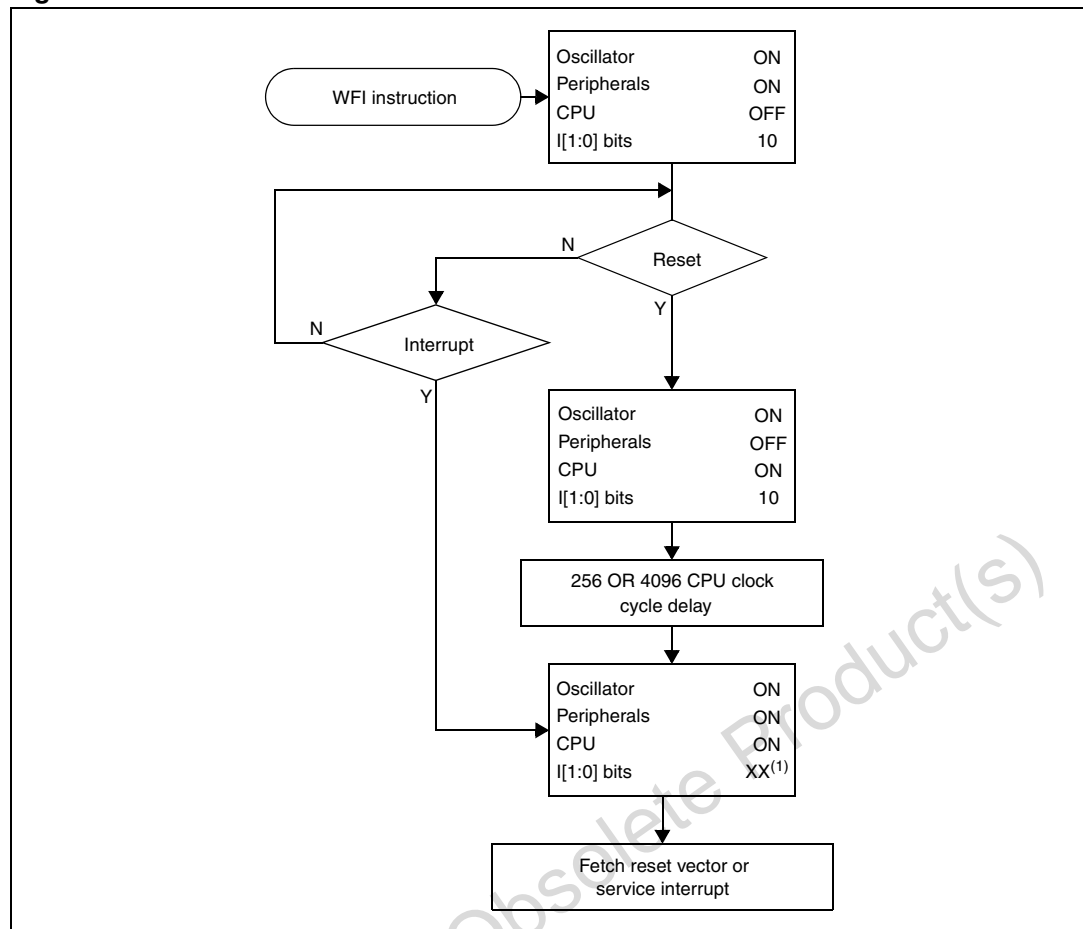 WFI instruction
Oscillator ON
Peripherals ON
CPU OFF
I[1:0] bits 10
Reset
N
Y
Interrupt
N
Y
Oscillator ON
Peripherals OFF
CPU ON
I[1:0] bits 10
256 OR 4096 CPU clock
cycle delay
Oscillator ON
Peripherals ON
CPU ON
I[1:0] bits XX(1)
Fetch reset vector or
service interrupt
Obsolete Product(s)